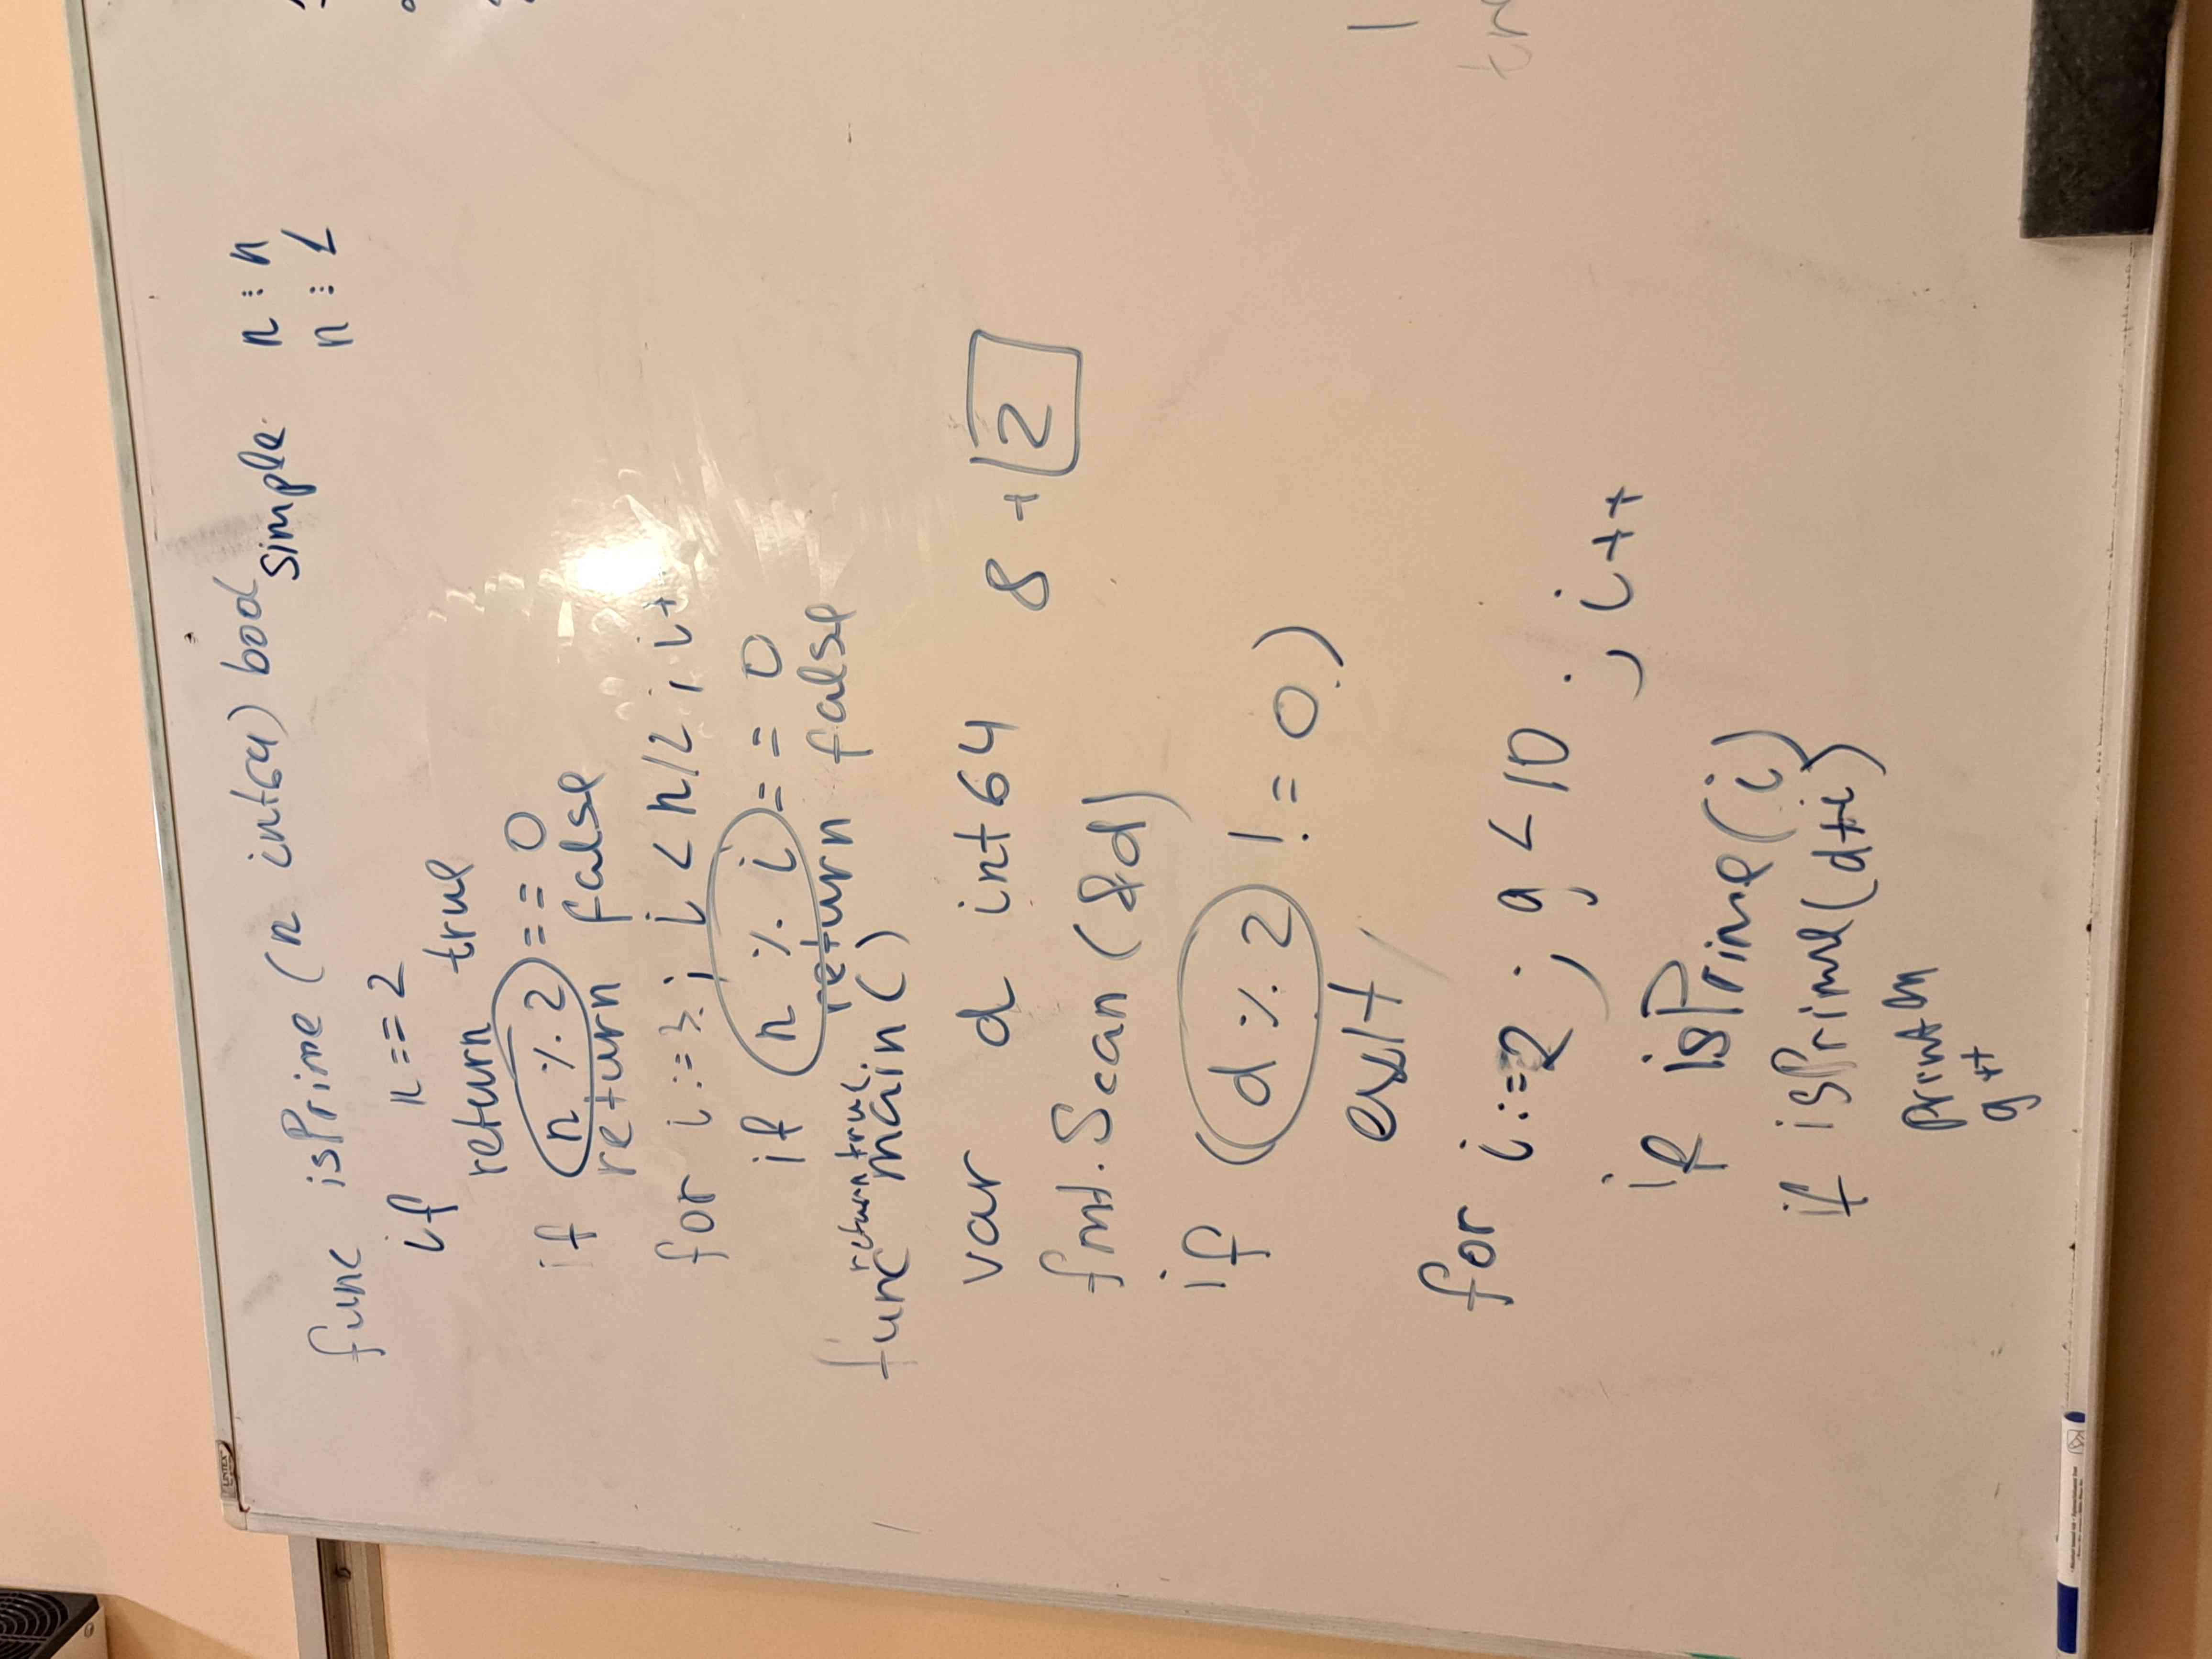 LINTEX
func isPrime (n int64) bool
simple n ⋮ n
n ⋮ 1
if n == 2
return true
if n % 2 == 0
return false
for i := 3; i < n/2; i+
if n % i == 0
return false
return true.
func main()
var d int64
8 + 2
fmt.Scan (&d)
if (d % 2 != 0)
exit
for i := 2; g < 10; i++
if isPrime(i)
if isPrime(d+i)
println
g++